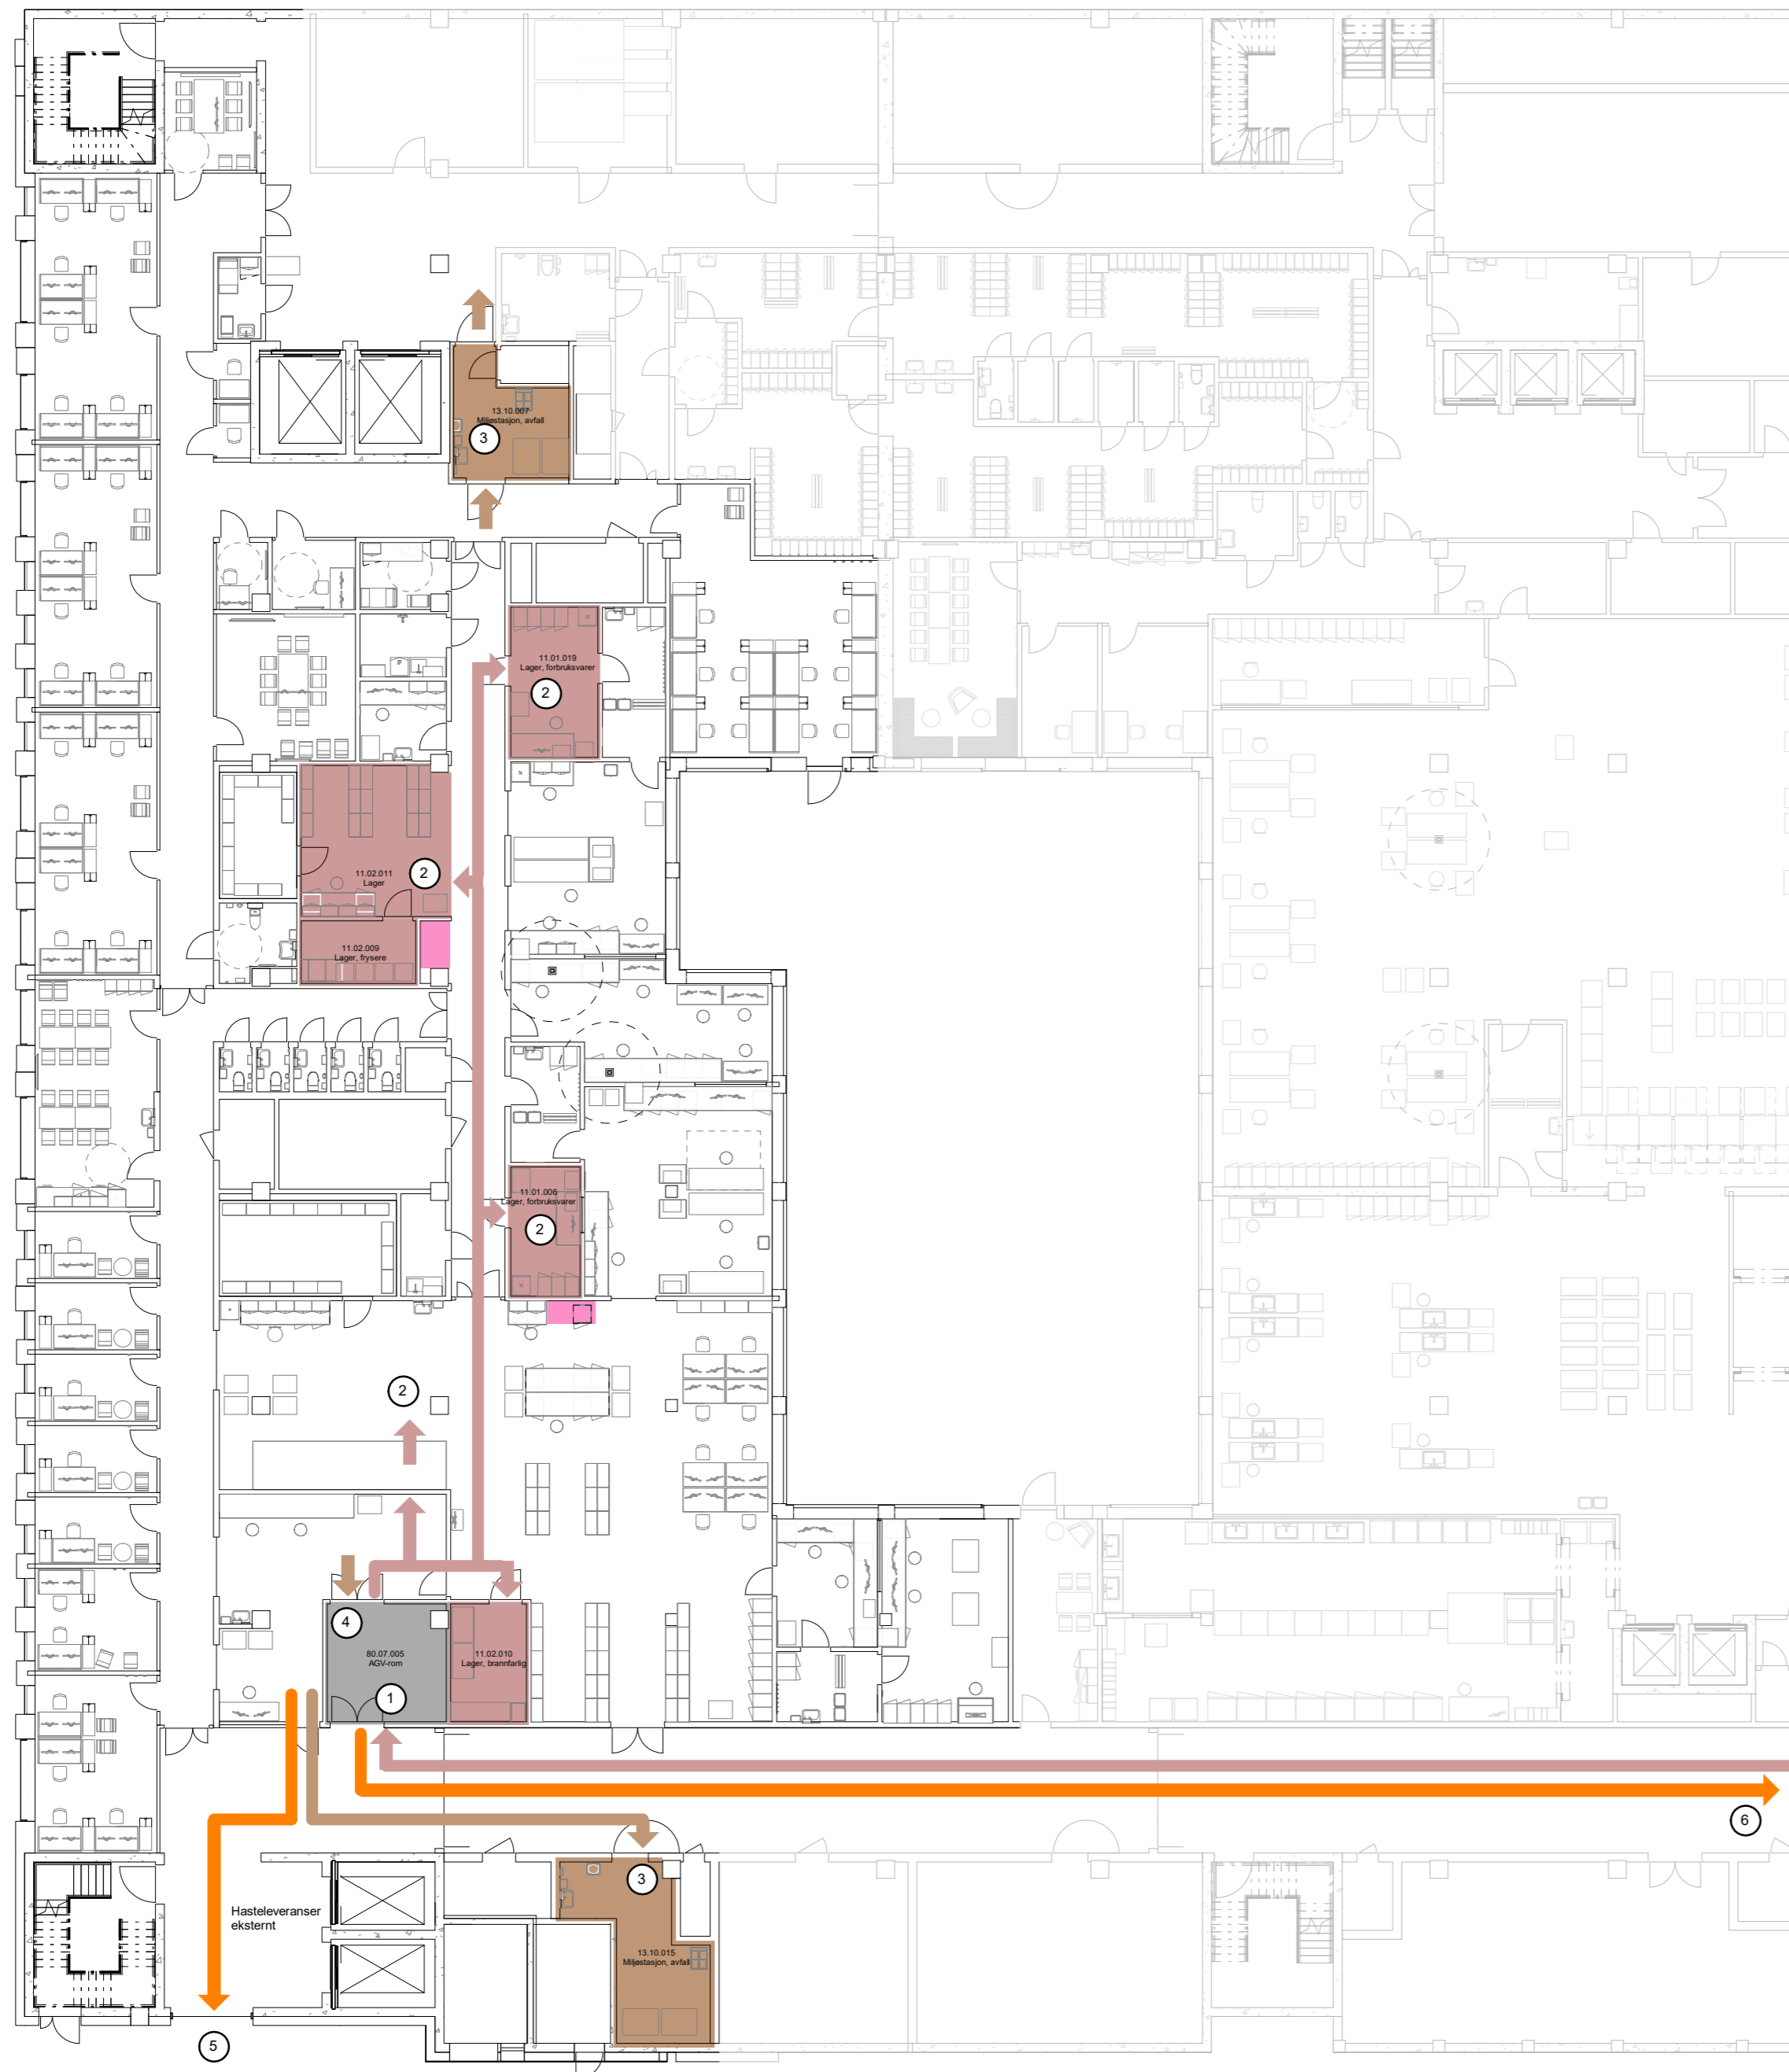 13.10.007
Miljøstasjon, avfall
3
11.01.019
Lager, forbruksvarer
2
11.02.011
Lager
2
11.02.009
Lager, frysere
11.01.006
Lager, forbruksvarer
2
2
4
80.07.005
AGV-rom
11.02.010
Lager, brannfarlig
1
6
3
Hasteleveranser
eksternt
13.10.015
Miljøstasjon, avfall
5